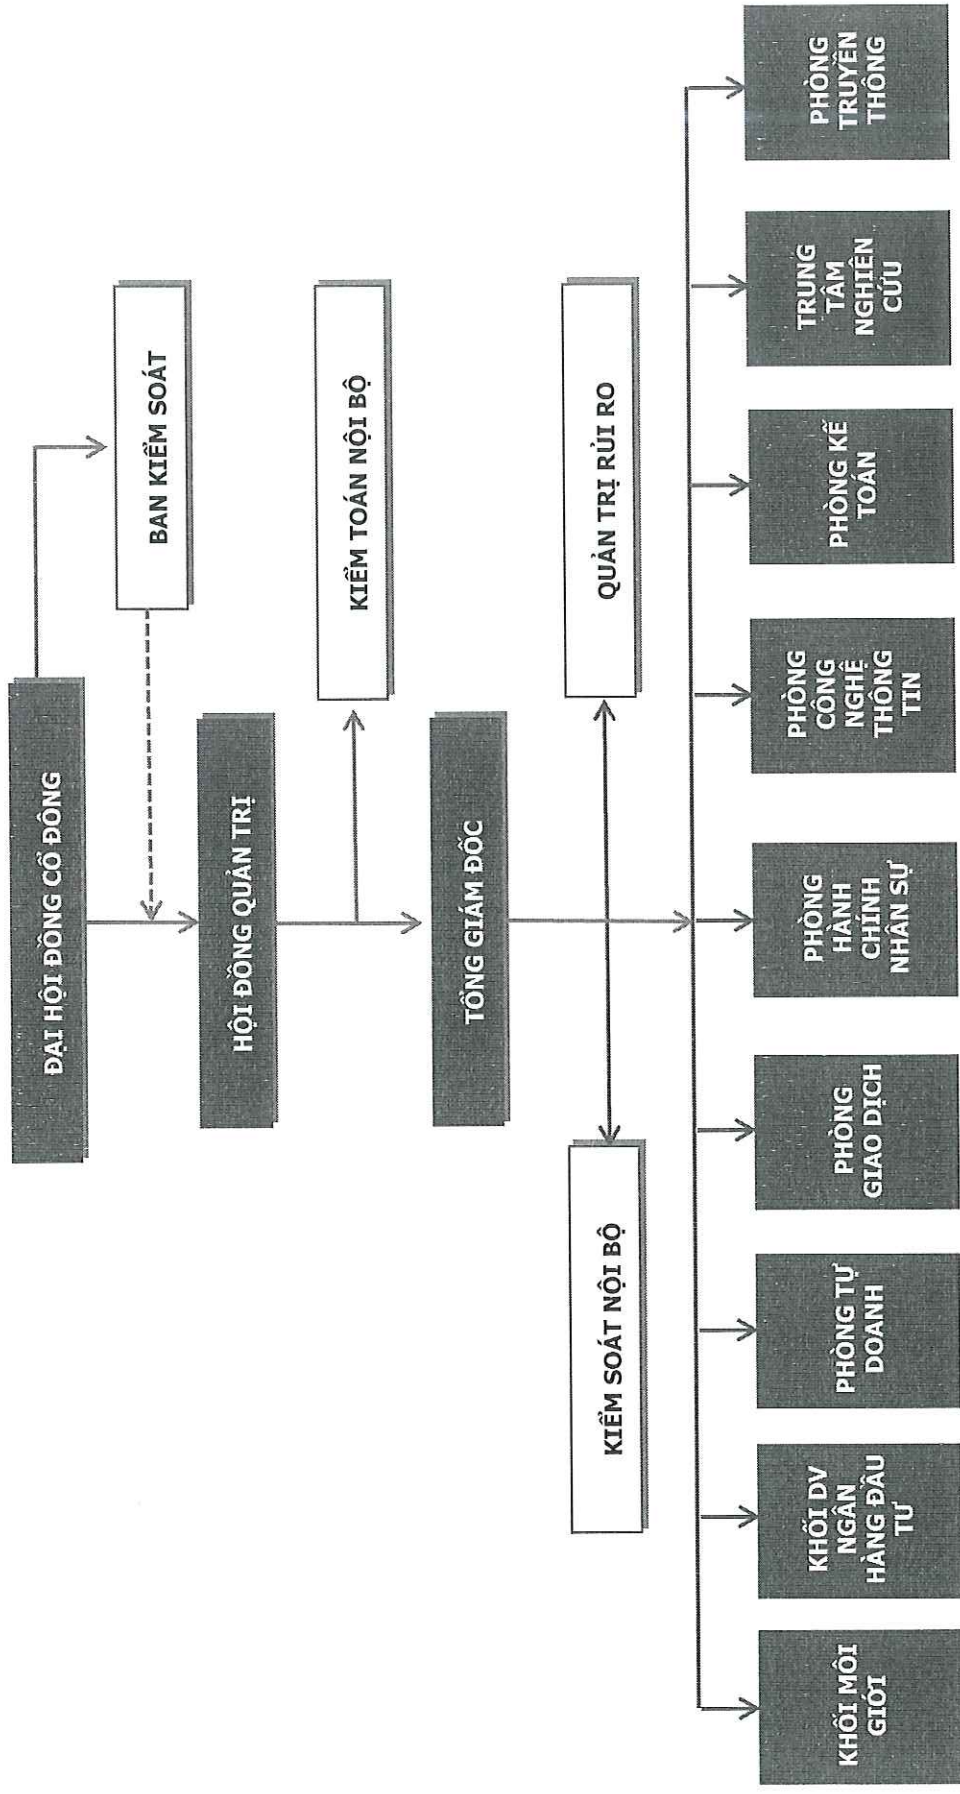 ĐẠI HỘI ĐỒNG CỔ ĐÔNG
BAN KIỂM SOÁT
HỘI ĐỒNG QUẢN TRỊ
KIỂM TOÁN NỘI BỘ
TỔNG GIÁM ĐỐC
KIỂM SOÁT NỘI BỘ
QUẢN TRỊ RỦI RO
KHỐI MÔI
GIỚI
KHỐI DV
NGÂN
HÀNG ĐẦU
TƯ
PHÒNG TỰ
DOANH
PHÒNG
GIAO DỊCH
PHÒNG
HÀNH
CHÍNH
NHÂN SỰ
PHÒNG
CÔNG
NGHỆ
THÔNG
TIN
PHÒNG KẾ
TOÁN
TRUNG
TÂM
NGHIÊN
CỨU
PHÒNG
TRUYỀN
THÔNG